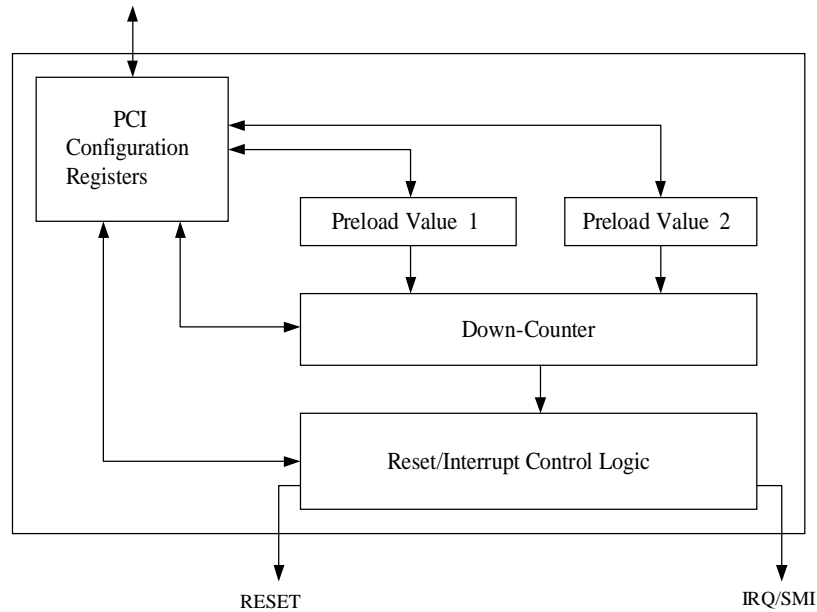 PCI
Configuration
Registers
Preload Value 1
Preload Value 2
Down-Counter
Reset/Interrupt Control Logic
RESET
IRQ/SMI